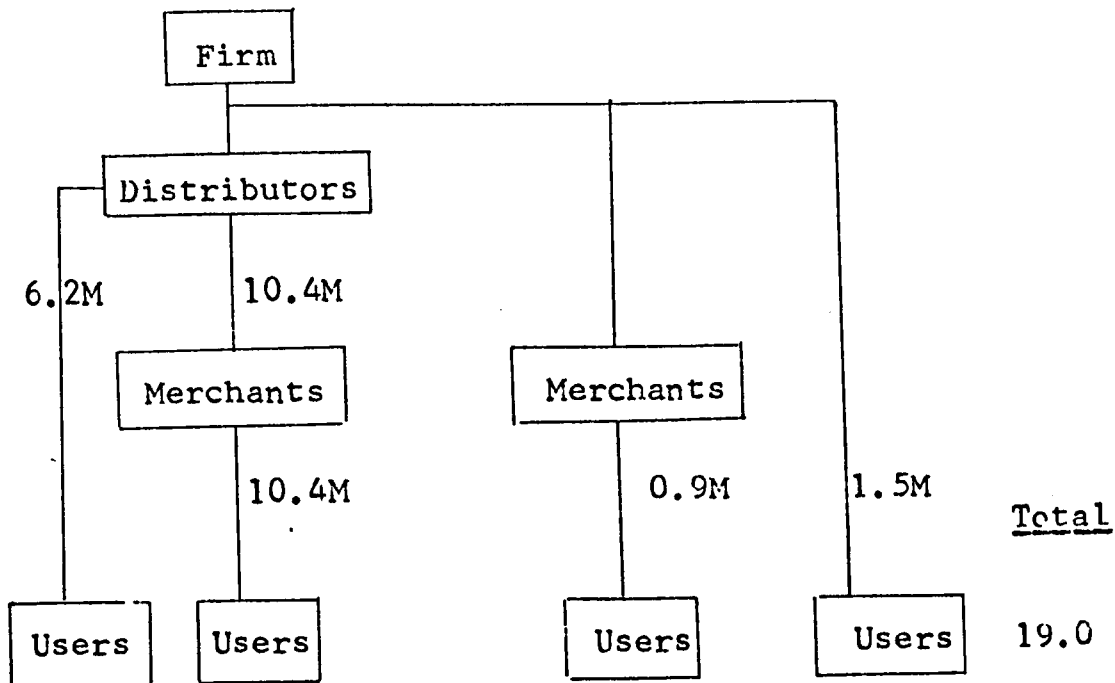 Firm
Distributors
6.2M 10.4M
Merchants Merchants
10.4M 0.9M 1.5M
Total
Users Users Users Users 19.0